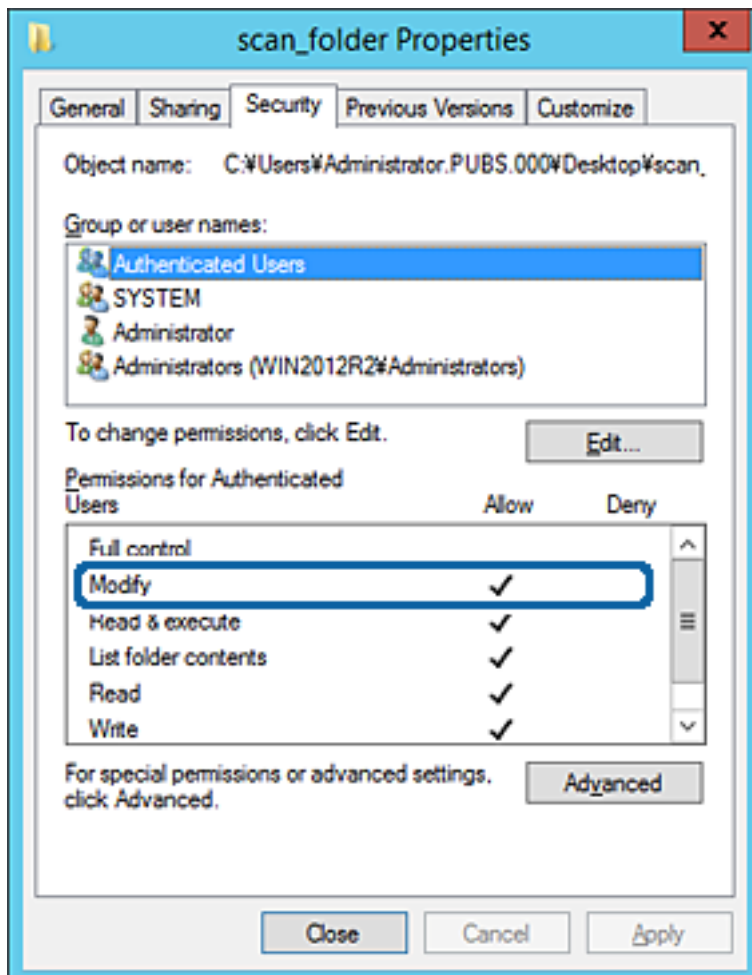 scan_folder Properties
General Sharing Security Previous Versions Customize
Object name: C:¥Users¥Administrator.PUBS.000¥Desktop¥scan_
Group or user names:
Authenticated Users
SYSTEM
Administrator
Administrators (WIN2012R2¥Administrators)
To change permissions, click Edit.
Edit...
Permissions for Authenticated
Users Allow Deny
Full control
Modify
Read & execute
List folder contents
Read
Write
For special permissions or advanced settings,
click Advanced.
Advanced
Close Cancel Apply